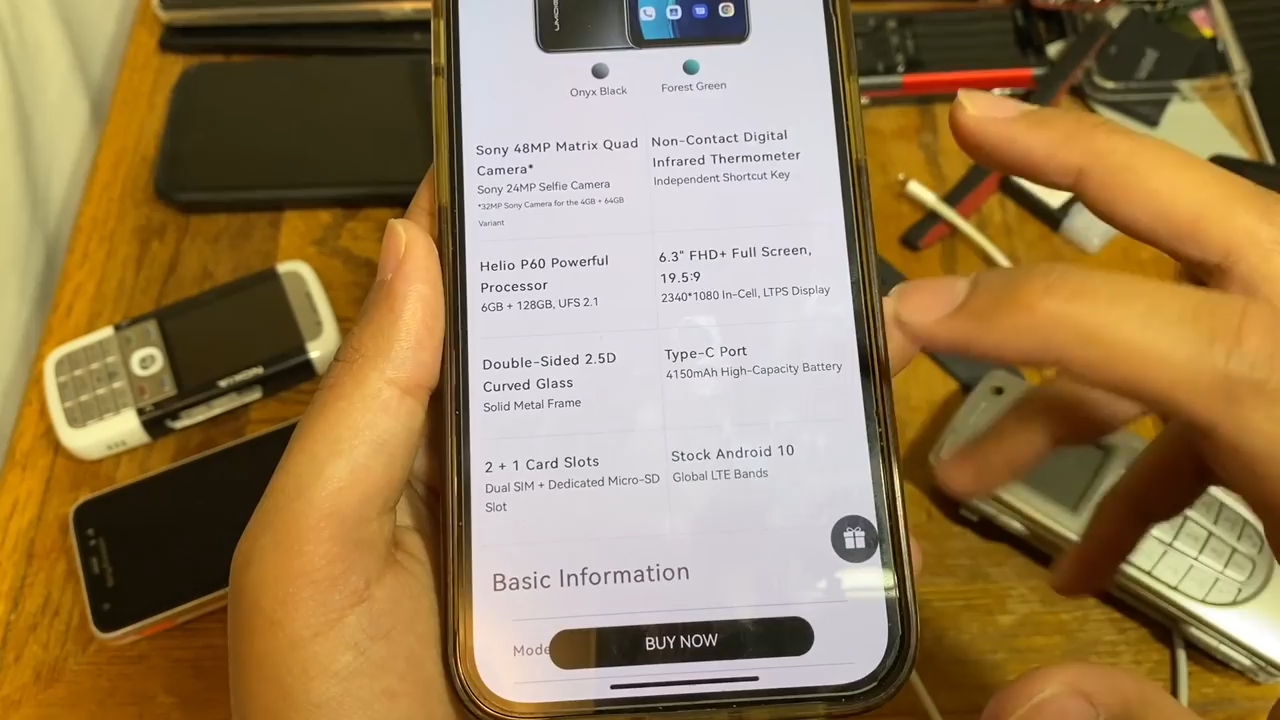 UMIDIGI
Onyx Black
Forest Green
Sony 48MP Matrix Quad
Camera*
Sony 24MP Selfie Camera
*32MP Sony Camera for the 4GB + 64GB
Variant
Non-Contact Digital
Infrared Thermometer
Independent Shortcut Key
Helio P60 Powerful
Processor
6GB + 128GB, UFS 2.1
6.3" FHD+ Full Screen,
19.5:9
2340*1080 In-Cell, LTPS Display
Double-Sided 2.5D
Curved Glass
Solid Metal Frame
Type-C Port
4150mAh High-Capacity Battery
2 + 1 Card Slots
Dual SIM + Dedicated Micro-SD
Slot
Stock Android 10
Global LTE Bands
Basic Information
Mode
BUY NOW
NOKIA